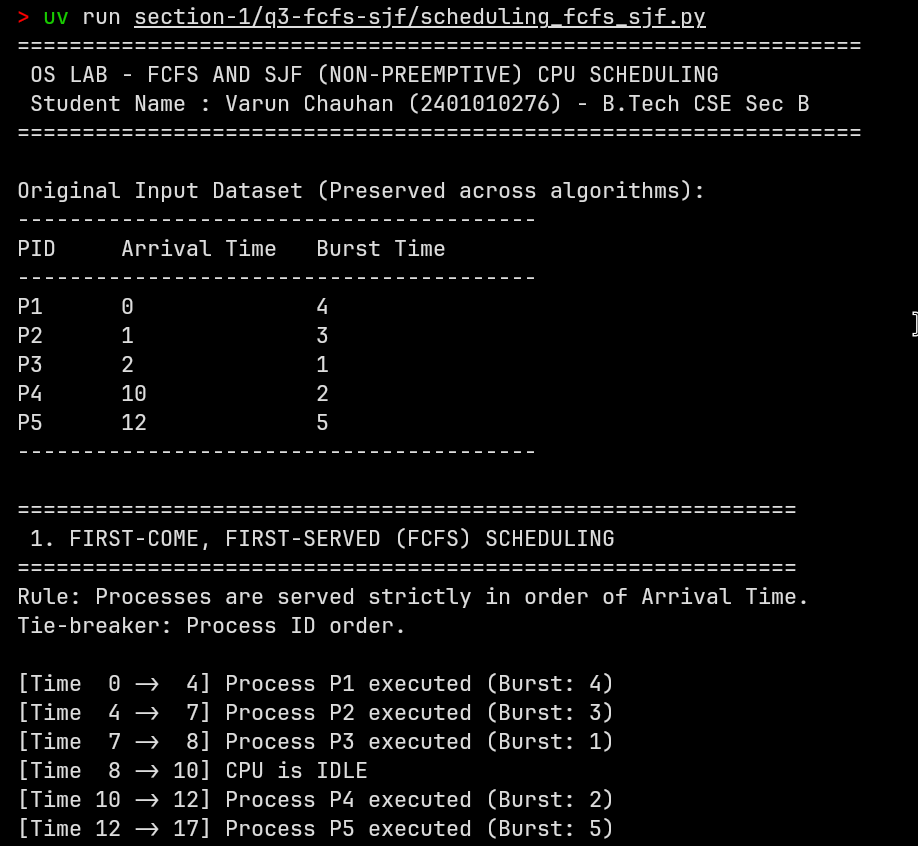 > uv run section-1/q3-fcfs-sjf/scheduling_fcfs_sjf.py
=================================================================
 OS LAB - FCFS AND SJF (NON-PREEMPTIVE) CPU SCHEDULING
 Student Name : Varun Chauhan (2401010276) - B.Tech CSE Sec B
=================================================================

Original Input Dataset (Preserved across algorithms):
----------------------------------------
PID     Arrival Time   Burst Time
----------------------------------------
P1      0              4
P2      1              3
P3      2              1
P4      10             2
P5      12             5
----------------------------------------

============================================================
 1. FIRST-COME, FIRST-SERVED (FCFS) SCHEDULING
============================================================
Rule: Processes are served strictly in order of Arrival Time.
Tie-breaker: Process ID order.

[Time  0 ->  4] Process P1 executed (Burst: 4)
[Time  4 ->  7] Process P2 executed (Burst: 3)
[Time  7 ->  8] Process P3 executed (Burst: 1)
[Time  8 -> 10] CPU is IDLE
[Time 10 -> 12] Process P4 executed (Burst: 2)
[Time 12 -> 17] Process P5 executed (Burst: 5)